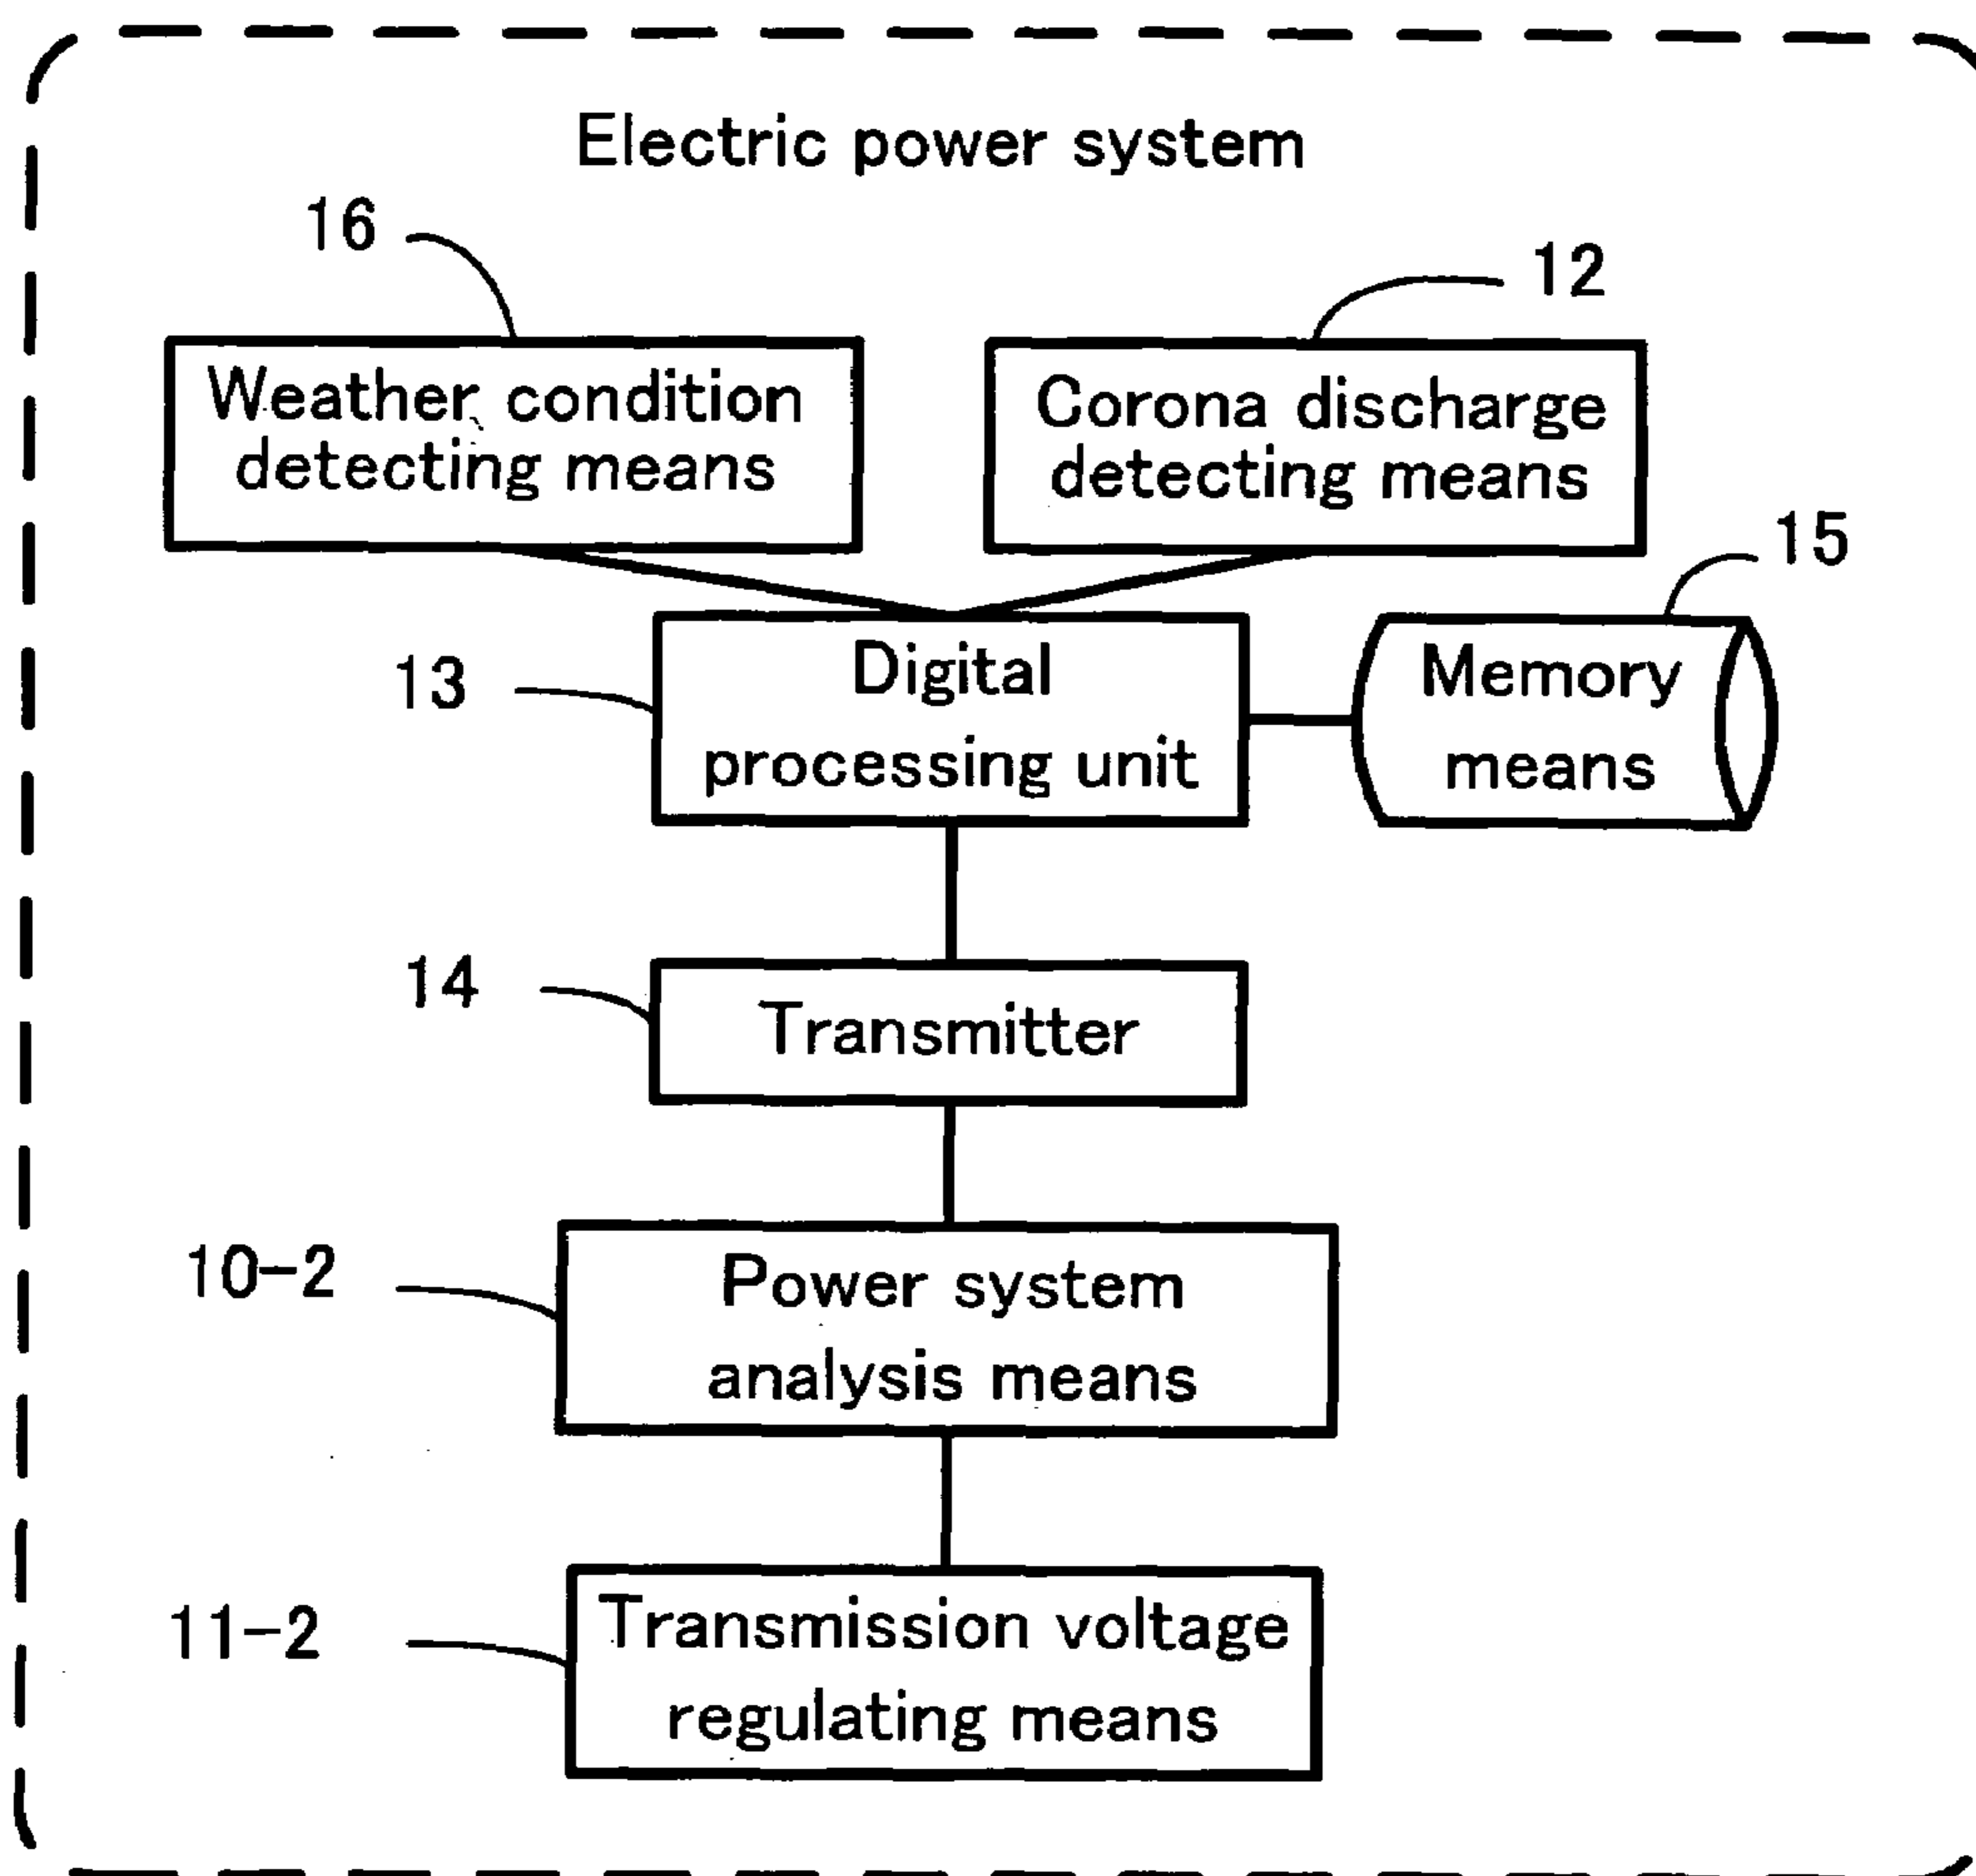 Electric power system
16
12
Weather condition
detecting means
Corona discharge
detecting means
15
13
Digital
processing unit
Memory
means
14
Transmitter
10-2
Power system
analysis means
11-2
Transmission voltage
regulating means